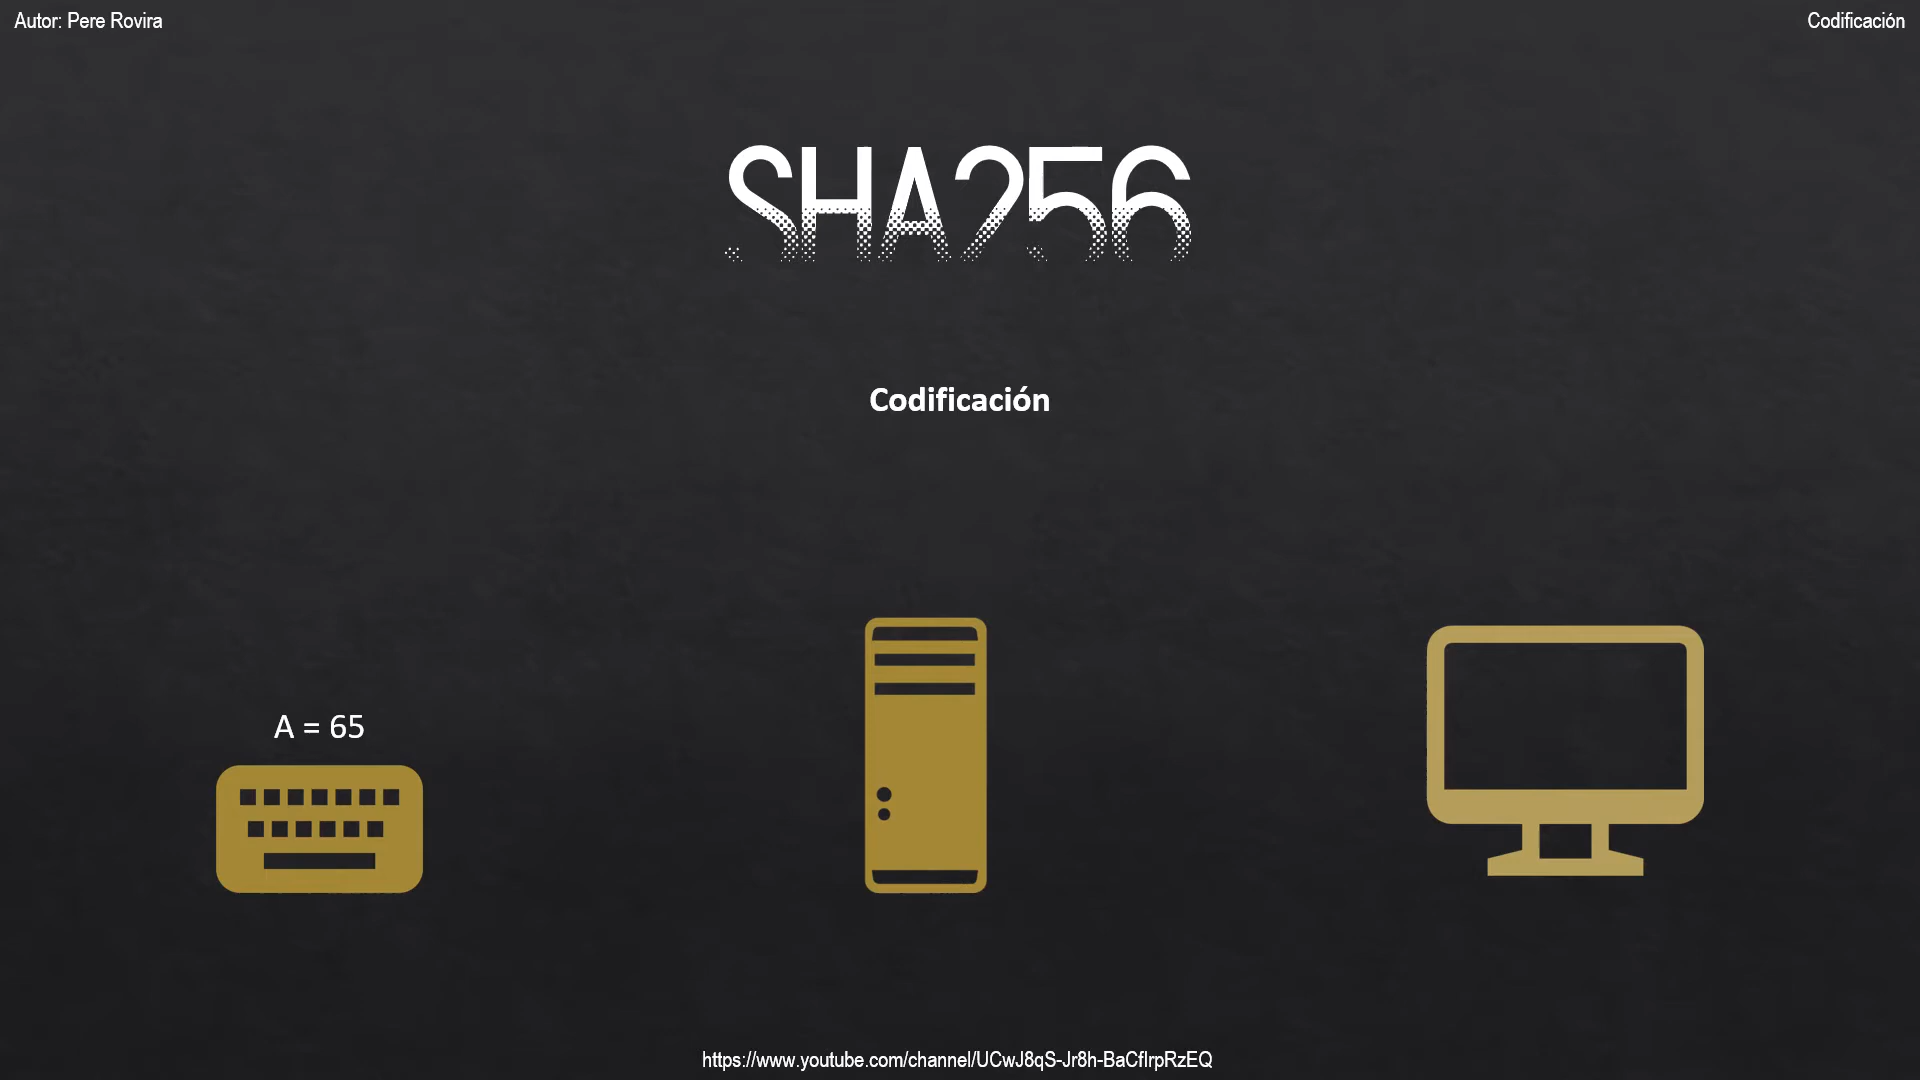 Autor: Pere Rovira
Codificación
SHA256
Codificación
A = 65
https://www.youtube.com/channel/UCwJ8qS-Jr8h-BaCfIrpRzEQ